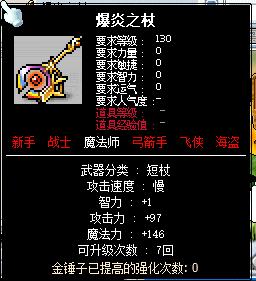 爆炎之杖
要求等级 : 130
要求力量 : -
要求敏捷 : -
要求智力 : -
要求运气 : -
要求人气度 : -
道具等级 : -
道具经验值 : -
新手 战士 魔法师 弓箭手 飞侠 海盗
武器分类 : 短杖
攻击速度 : 慢
智力 : +1
攻击力 : +97
魔法力 : +146
可升级次数 : 7回
金锤子已提高的强化次数: 0